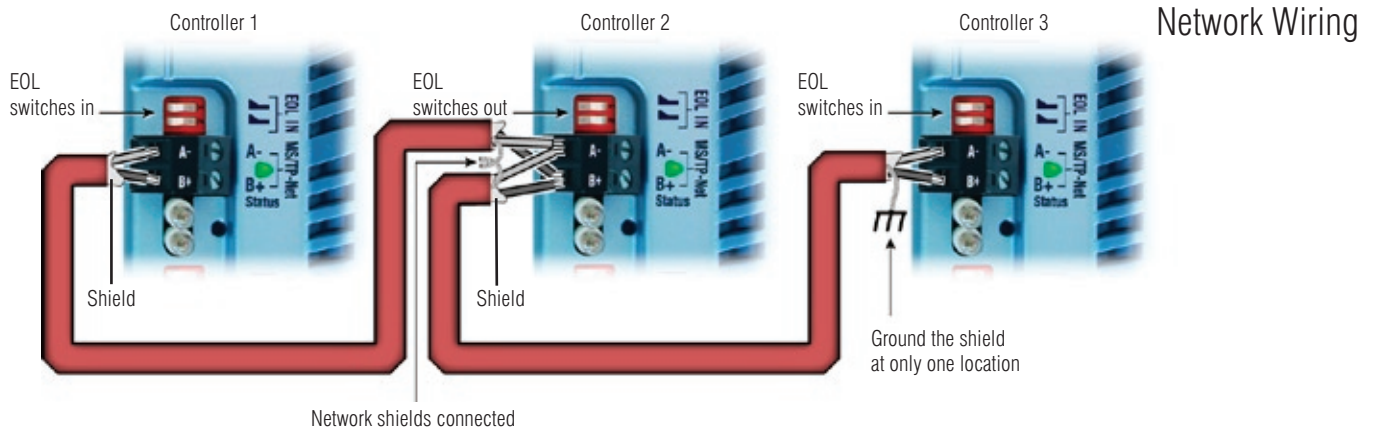 Network Wiring
Controller 1
Controller 2
Controller 3
EOL
switches in
EOL
switches out
EOL
switches in
EOL IN
MS/TP-Net
A-
B+
A-
B+
Status
EOL IN
MS/TP-Net
A-
B+
A-
B+
Status
EOL IN
MS/TP-Net
A-
B+
A-
B+
Status
Shield
Shield
Ground the shield
at only one location
Network shields connected